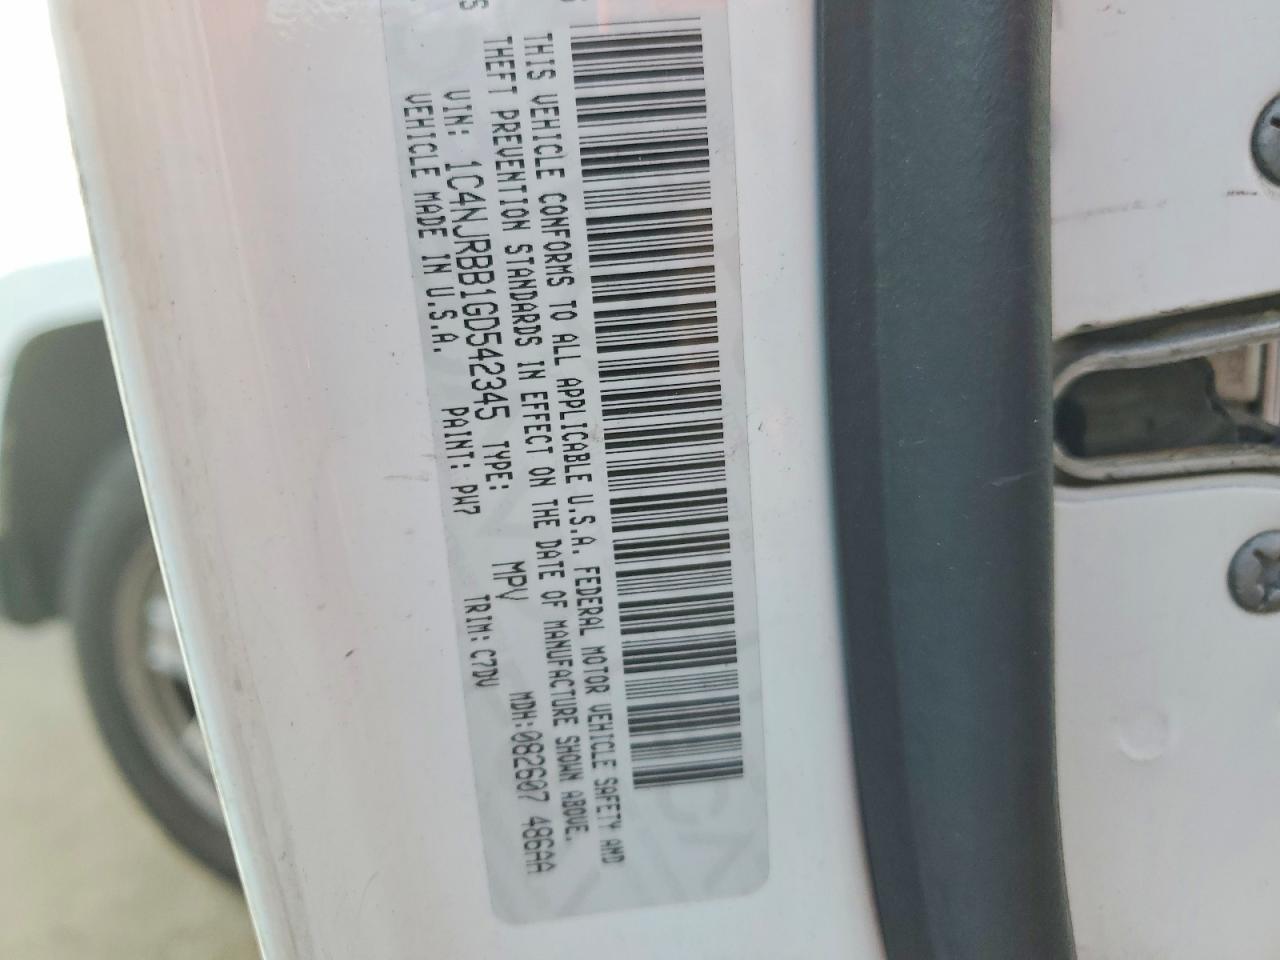 THIS VEHICLE CONFORMS TO ALL APPLICABLE U.S.A. FEDERAL MOTOR VEHICLE SAFETY AND
THEFT PREVENTION STANDARDS IN EFFECT ON THE DATE OF MANUFACTURE SHOWN ABOVE.
VIN: 1C4NJRBB1GD542345 TYPE: MPV MDH:082607 486AA
VEHICLE MADE IN U.S.A. PAINT: PW7 TRIM: C7DV